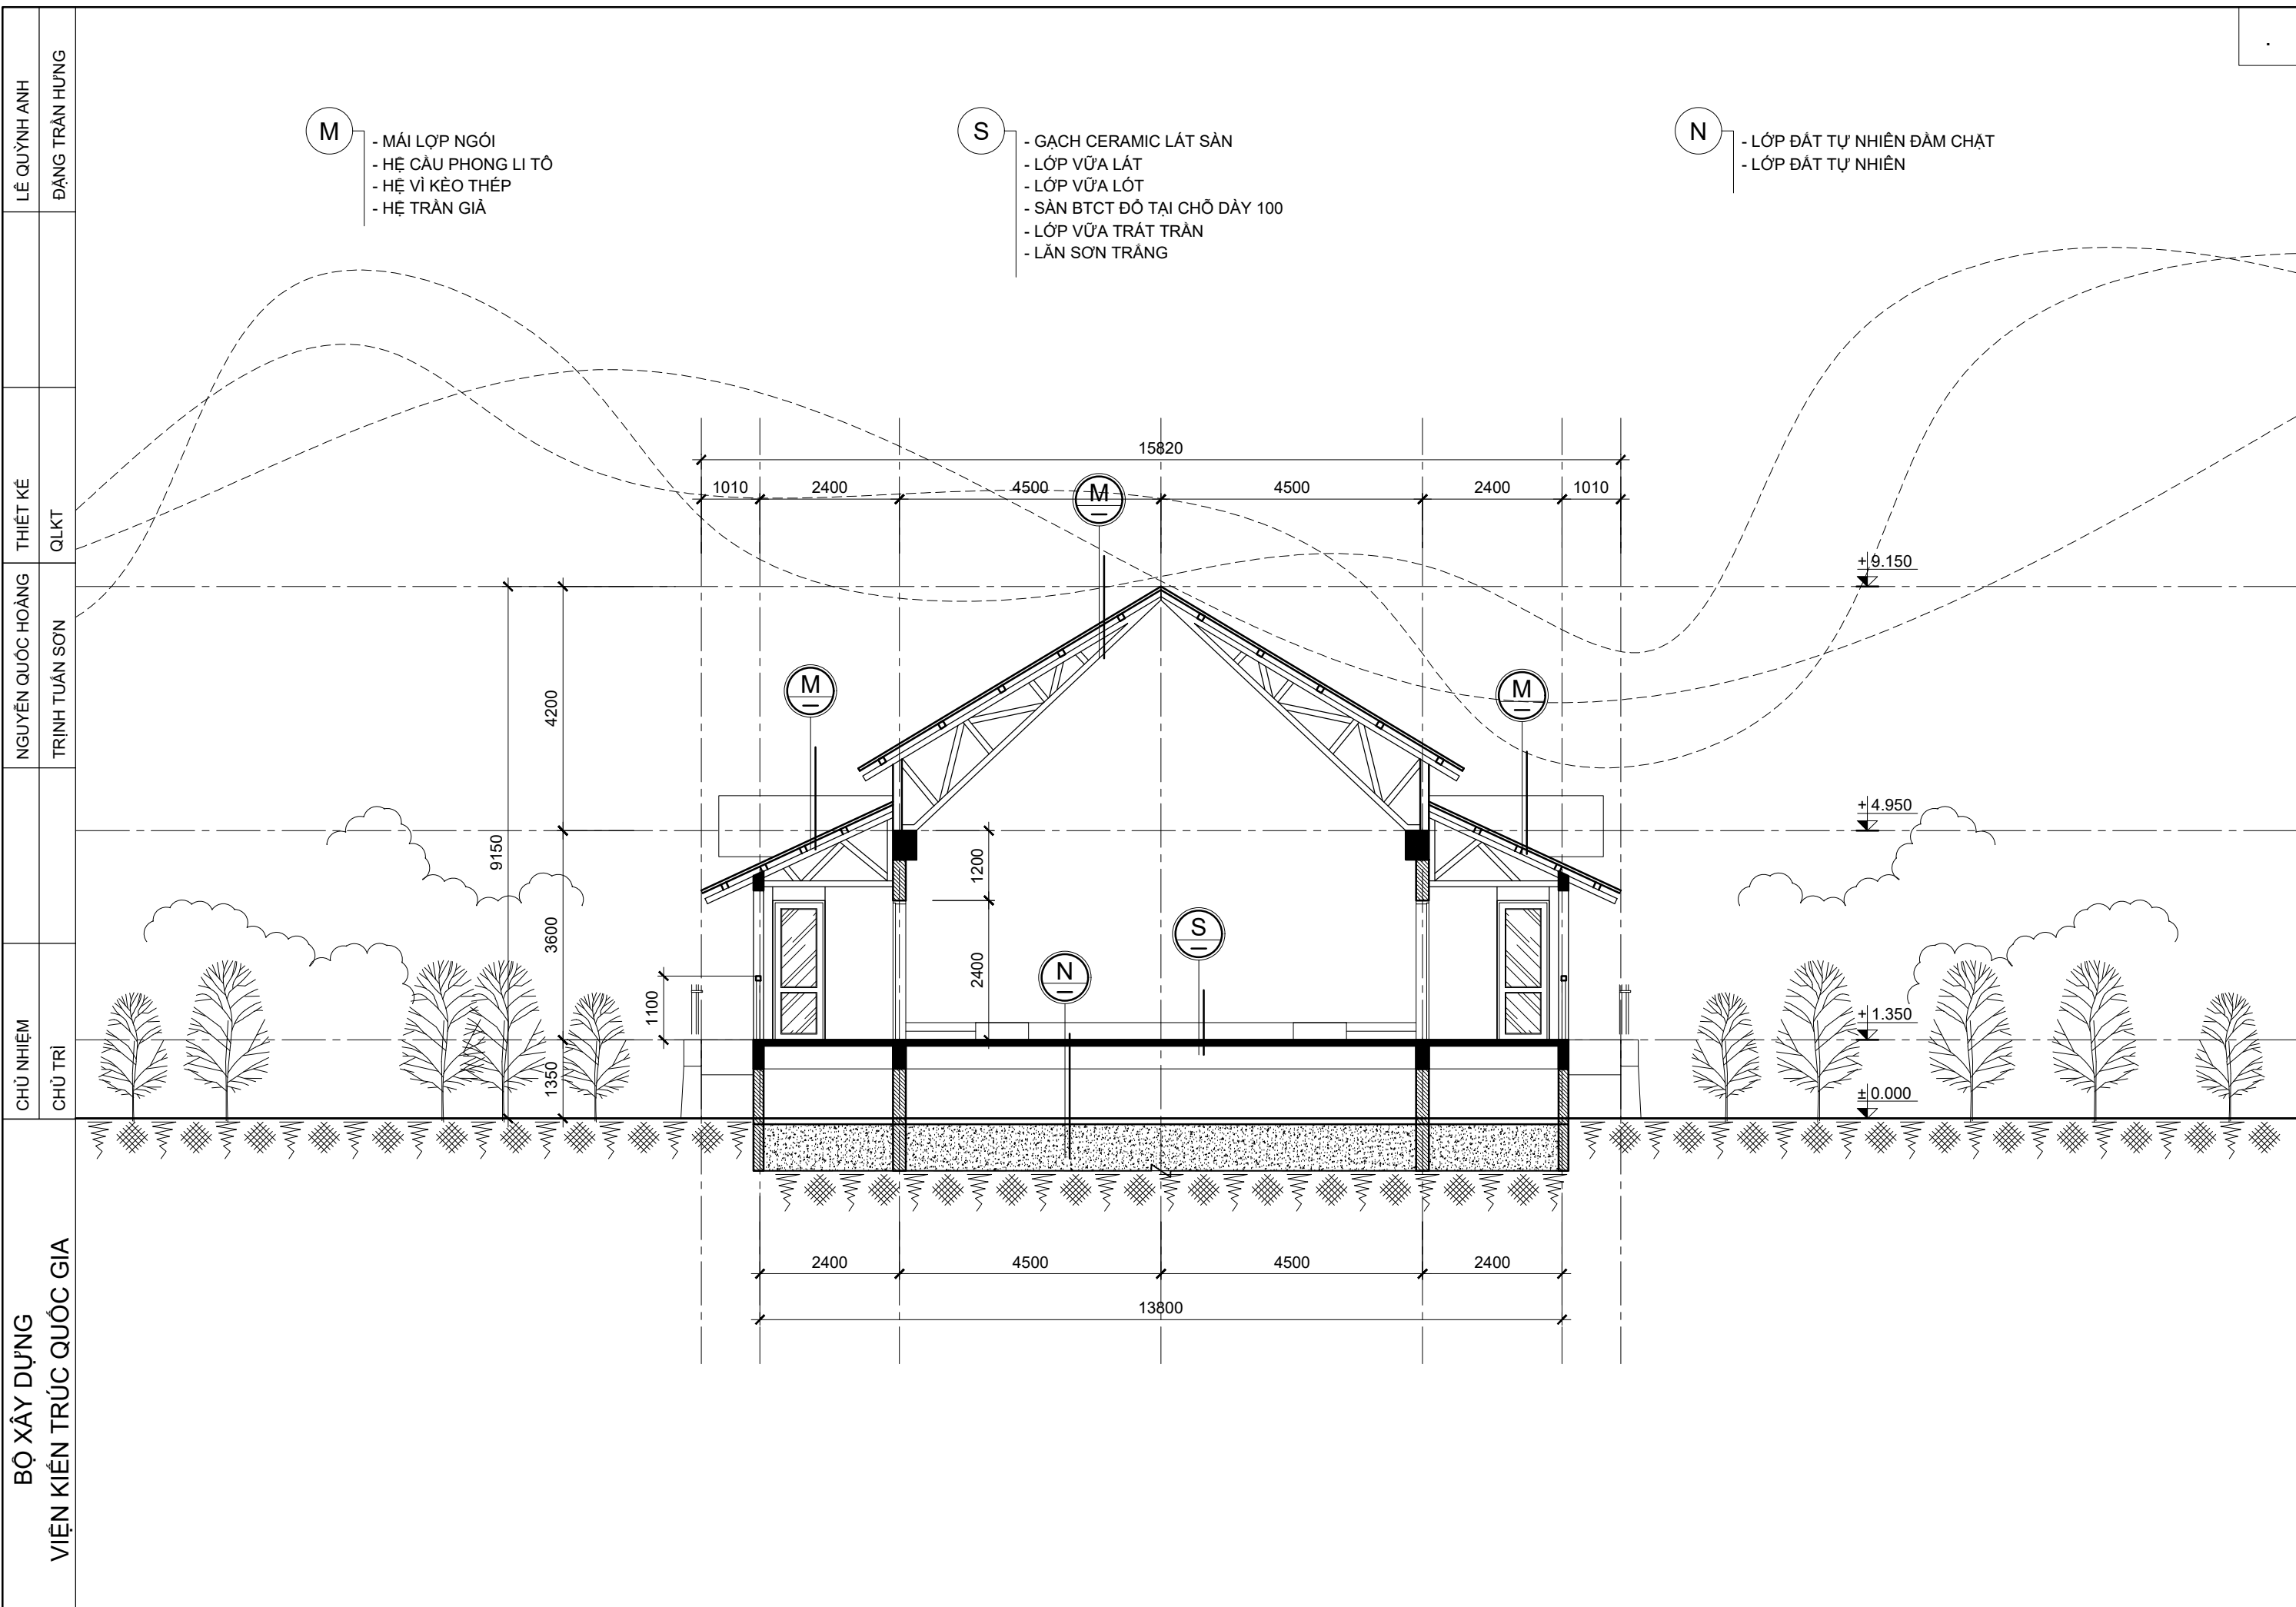 LÊ QUỲNH ANH
ĐẶNG TRẦN HƯNG
THIẾT KẾ
QLKT
NGUYỄN QUỐC HOÀNG
TRỊNH TUẤN SƠN
CHỦ NHIỆM
CHỦ TRÌ
BỘ XÂY DỰNG
VIỆN KIẾN TRÚC QUỐC GIA
M
- MÁI LỢP NGÓI
- HỆ CẦU PHONG LI TÔ
- HỆ VÌ KÈO THÉP
- HỆ TRẦN GIẢ
S
- GẠCH CERAMIC LÁT SÀN
- LỚP VỮA LÁT
- LỚP VỮA LÓT
- SÀN BTCT ĐỔ TẠI CHỖ DÀY 100
- LỚP VỮA TRÁT TRẦN
- LĂN SƠN TRẮNG
N
- LỚP ĐẤT TỰ NHIÊN ĐẦM CHẶT
- LỚP ĐẤT TỰ NHIÊN
15820
1010 2400 4500 4500 2400 1010
M
+9.150
M
M
4200
+4.950
9150
1200
3600
S
2400
N
1100
+1.350
1350
±0.000
2400 4500 4500 2400
13800